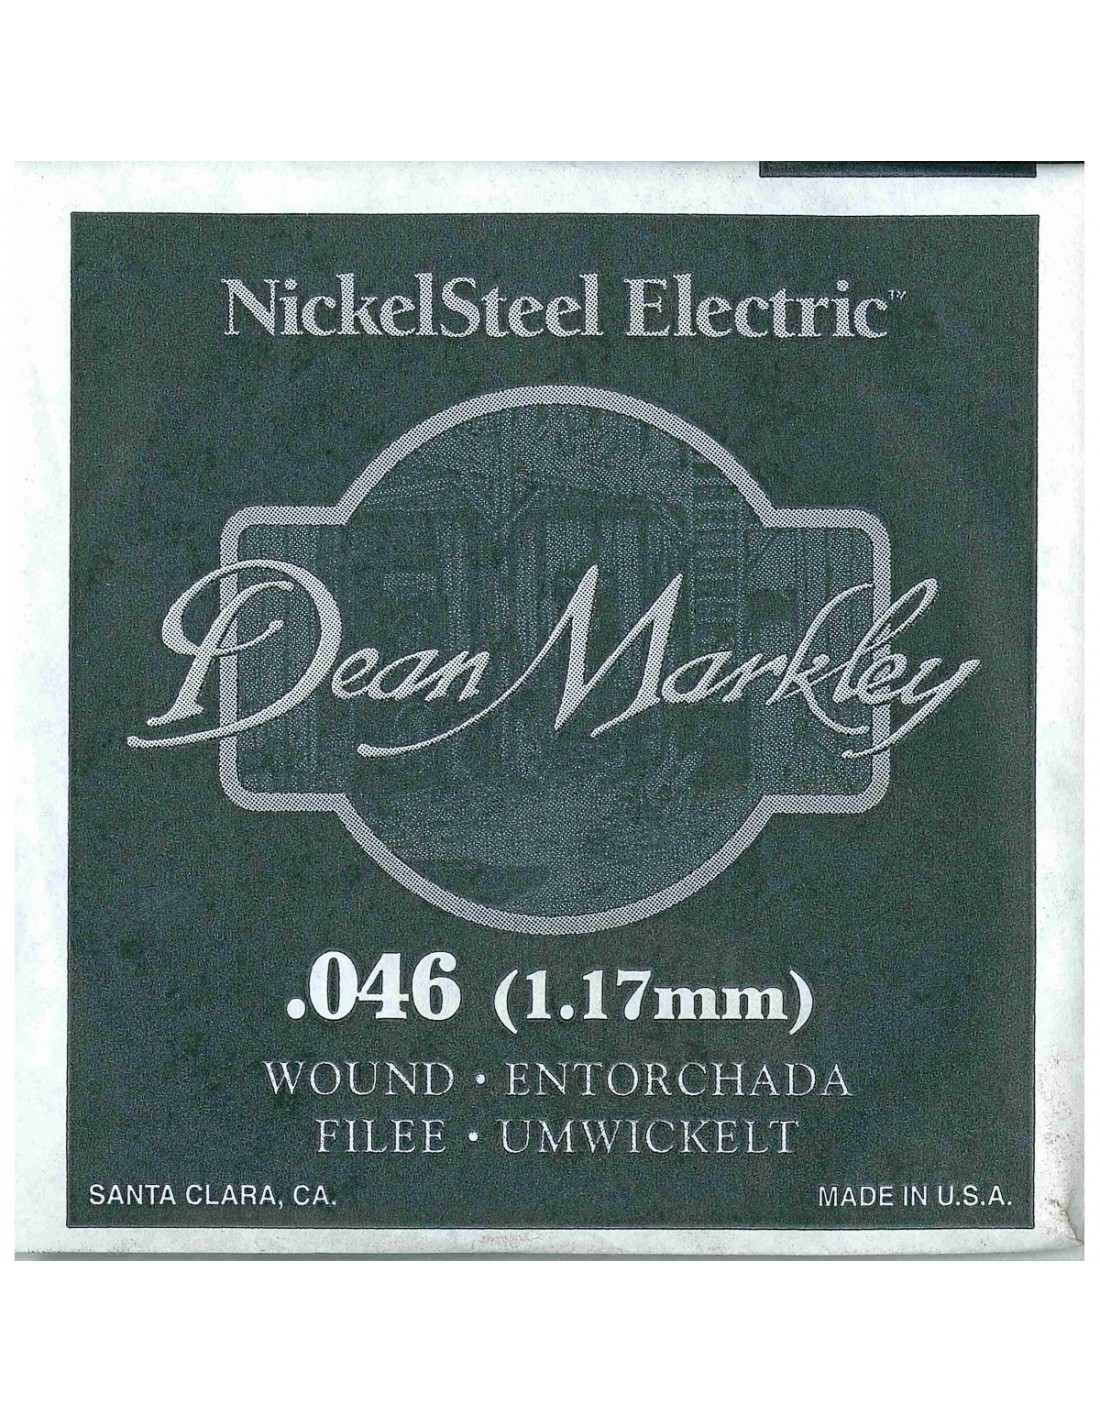 NickelSteel Electric™
Dean Markley
.046 (1.17mm)
WOUND • ENTORCHADA
FILEE • UMWICKELT
SANTA CLARA, CA. MADE IN U.S.A.